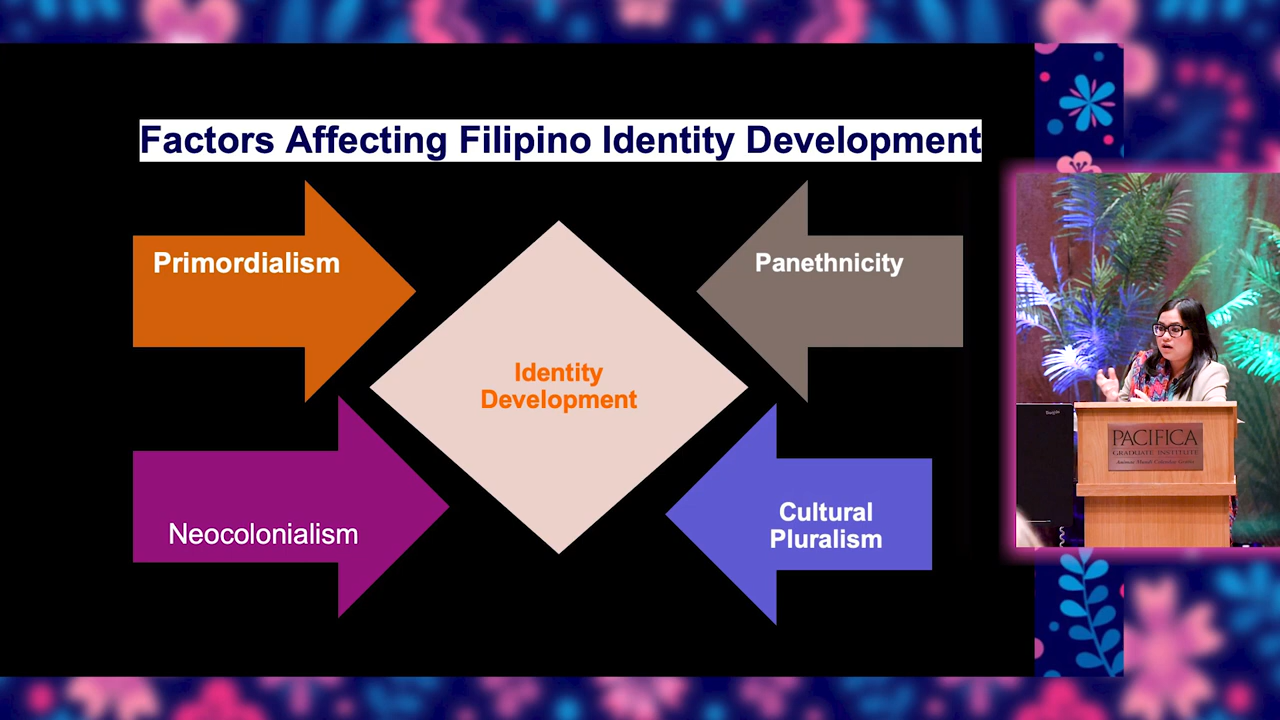 Factors Affecting Filipino Identity Development
Primordialism
Panethnicity
Identity
Development
Neocolonialism
Cultural
Pluralism
PACIFICA
GRADUATE INSTITUTE